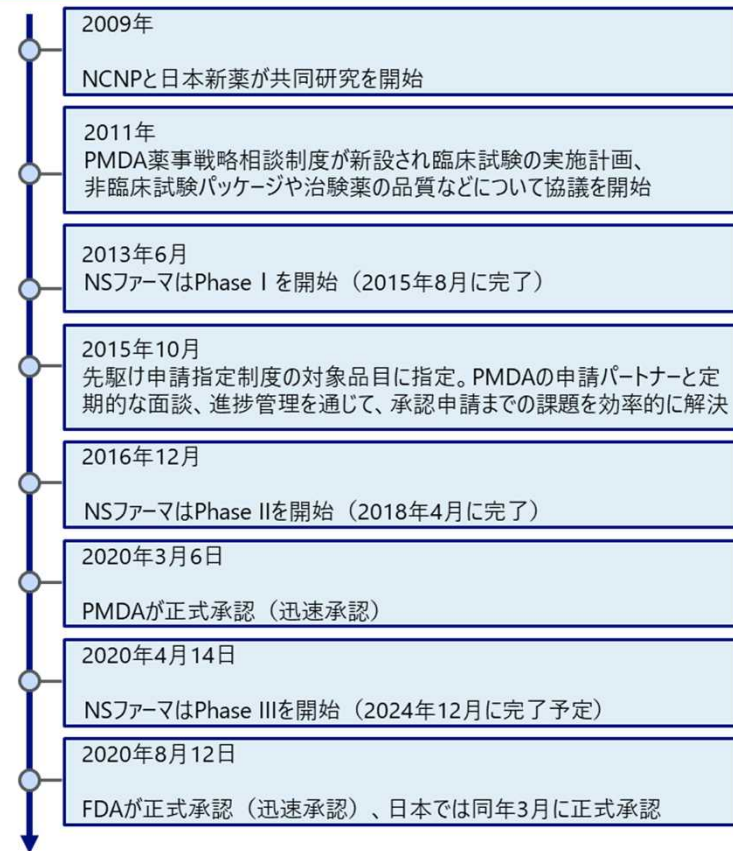 2009年
NCNPと日本新薬が共同研究を開始
2011年
PMDA薬事戦略相談制度が新設され臨床試験の実施計画、
非臨床試験パッケージや治験薬の品質などについて協議を開始
2013年6月
NSファーマはPhase Ⅰを開始（2015年8月に完了）
2015年10月
先駆け申請指定制度の対象品目に指定。PMDAの申請パートナーと定
期的な面談、進捗管理を通じて、承認申請までの課題を効率的に解決
2016年12月
NSファーマはPhase IIを開始（2018年4月に完了）
2020年3月6日
PMDAが正式承認（迅速承認）
2020年4月14日
NSファーマはPhase IIIを開始（2024年12月に完了予定）
2020年8月12日
FDAが正式承認（迅速承認）、日本では同年3月に正式承認